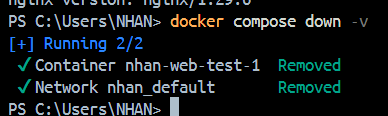 nginx version: nginx/1.29.0
PS C:\Users\NHAN> docker compose down -v
[+] Running 2/2
✔ Container nhan-web-test-1 Removed
✔ Network nhan_default Removed
PS C:\Users\NHAN>